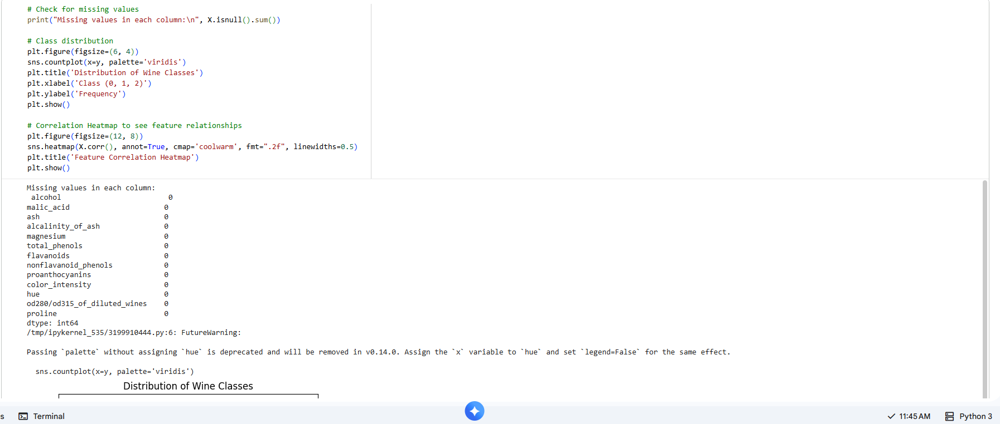 # Check for missing values
print("Missing values in each column:\n", X.isnull().sum())
# Class distribution
plt.figure(figsize=(6, 4))
sns.countplot(x=y, palette='viridis')
plt.title('Distribution of Wine Classes')
plt.xlabel('Class (0, 1, 2)')
plt.ylabel('Frequency')
plt.show()
# Correlation Heatmap to see feature relationships
plt.figure(figsize=(12, 8))
sns.heatmap(X.corr(), annot=True, cmap='coolwarm', fmt=".2f", linewidths=0.5)
plt.title('Feature Correlation Heatmap')
plt.show()
Missing values in each column:
alcohol 0
malic_acid 0
ash 0
alcalinity_of_ash 0
magnesium 0
total_phenols 0
flavanoids 0
nonflavanoid_phenols 0
proanthocyanins 0
color_intensity 0
hue 0
od280/od315_of_diluted_wines 0
proline 0
dtype: int64
/tmp/ipykernel_535/3199910444.py:6: FutureWarning:
Passing `palette` without assigning `hue` is deprecated and will be removed in v0.14.0. Assign the `x` variable to `hue` and set `legend=False` for the same effect.
sns.countplot(x=y, palette='viridis')
Distribution of Wine Classes
s Terminal 11:45 AM Python 3